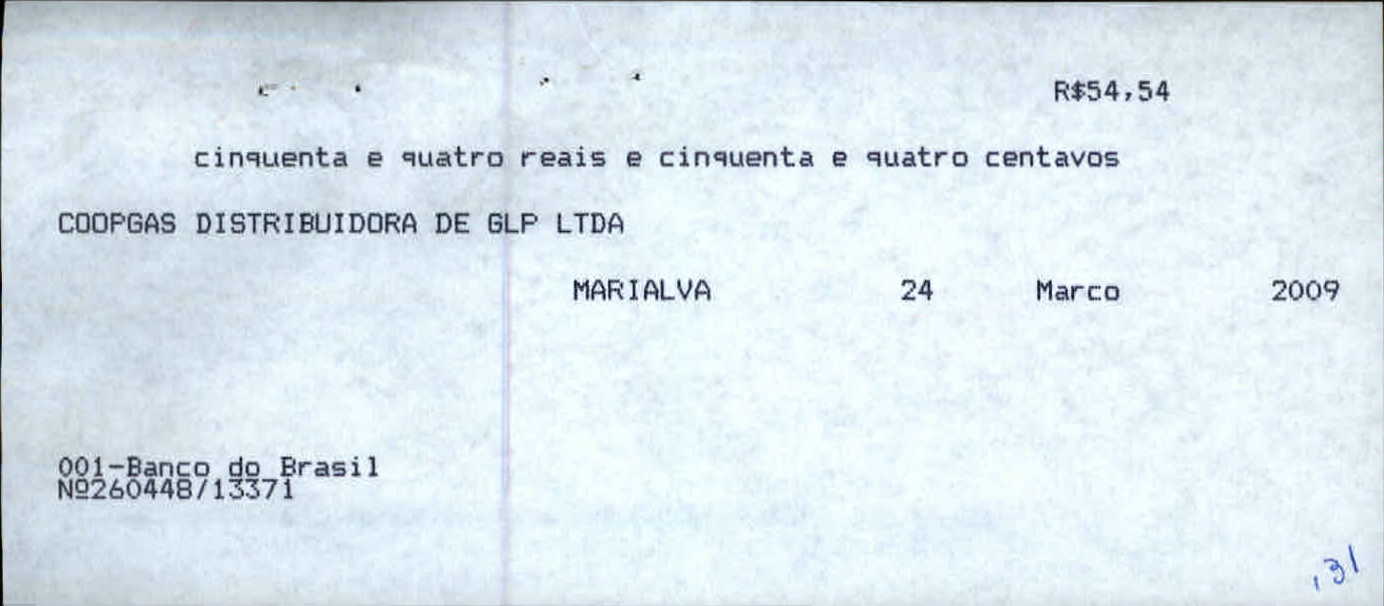 R$54,54
cinquenta e quatro reais e cinquenta e quatro centavos
COOPGAS DISTRIBUIDORA DE GLP LTDA
MARIALVA 24 Marco 2009
001-Banco do Brasil
Nº260448/13371
131